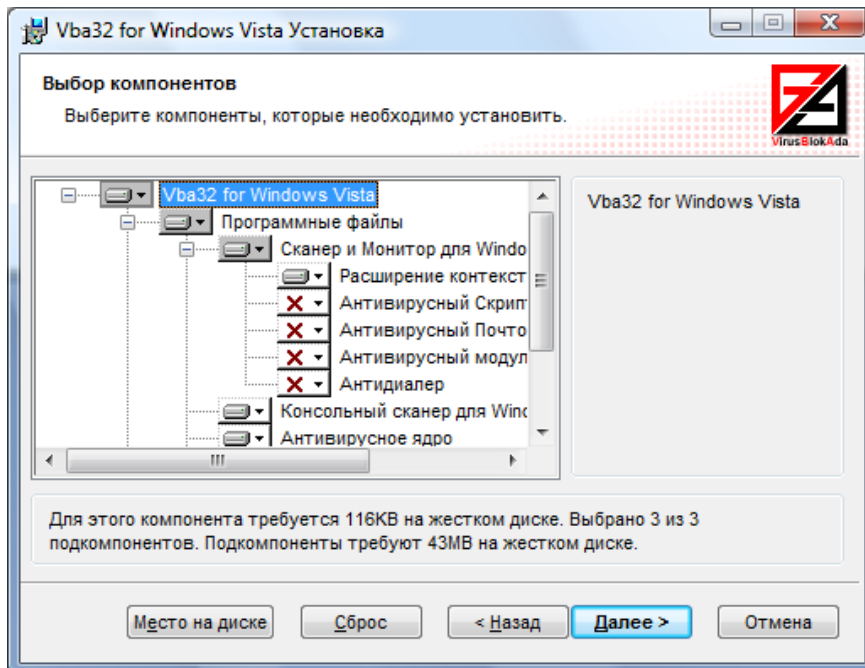 Vba32 for Windows Vista Установка
Выбор компонентов
Выберите компоненты, которые необходимо установить.
VirusBlokAda
Vba32 for Windows Vista
Программные файлы
Сканер и Монитор для Windo
Расширение контекст
Антивирусный Скрип
Антивирусный Почто
Антивирусный модул
Антидиалер
Консольный сканер для Wind
Антивирусное ядро
Vba32 for Windows Vista
Для этого компонента требуется 116KB на жестком диске. Выбрано 3 из 3
подкомпонентов. Подкомпоненты требуют 43MB на жестком диске.
Место на диске Сброс < Назад Далее > Отмена